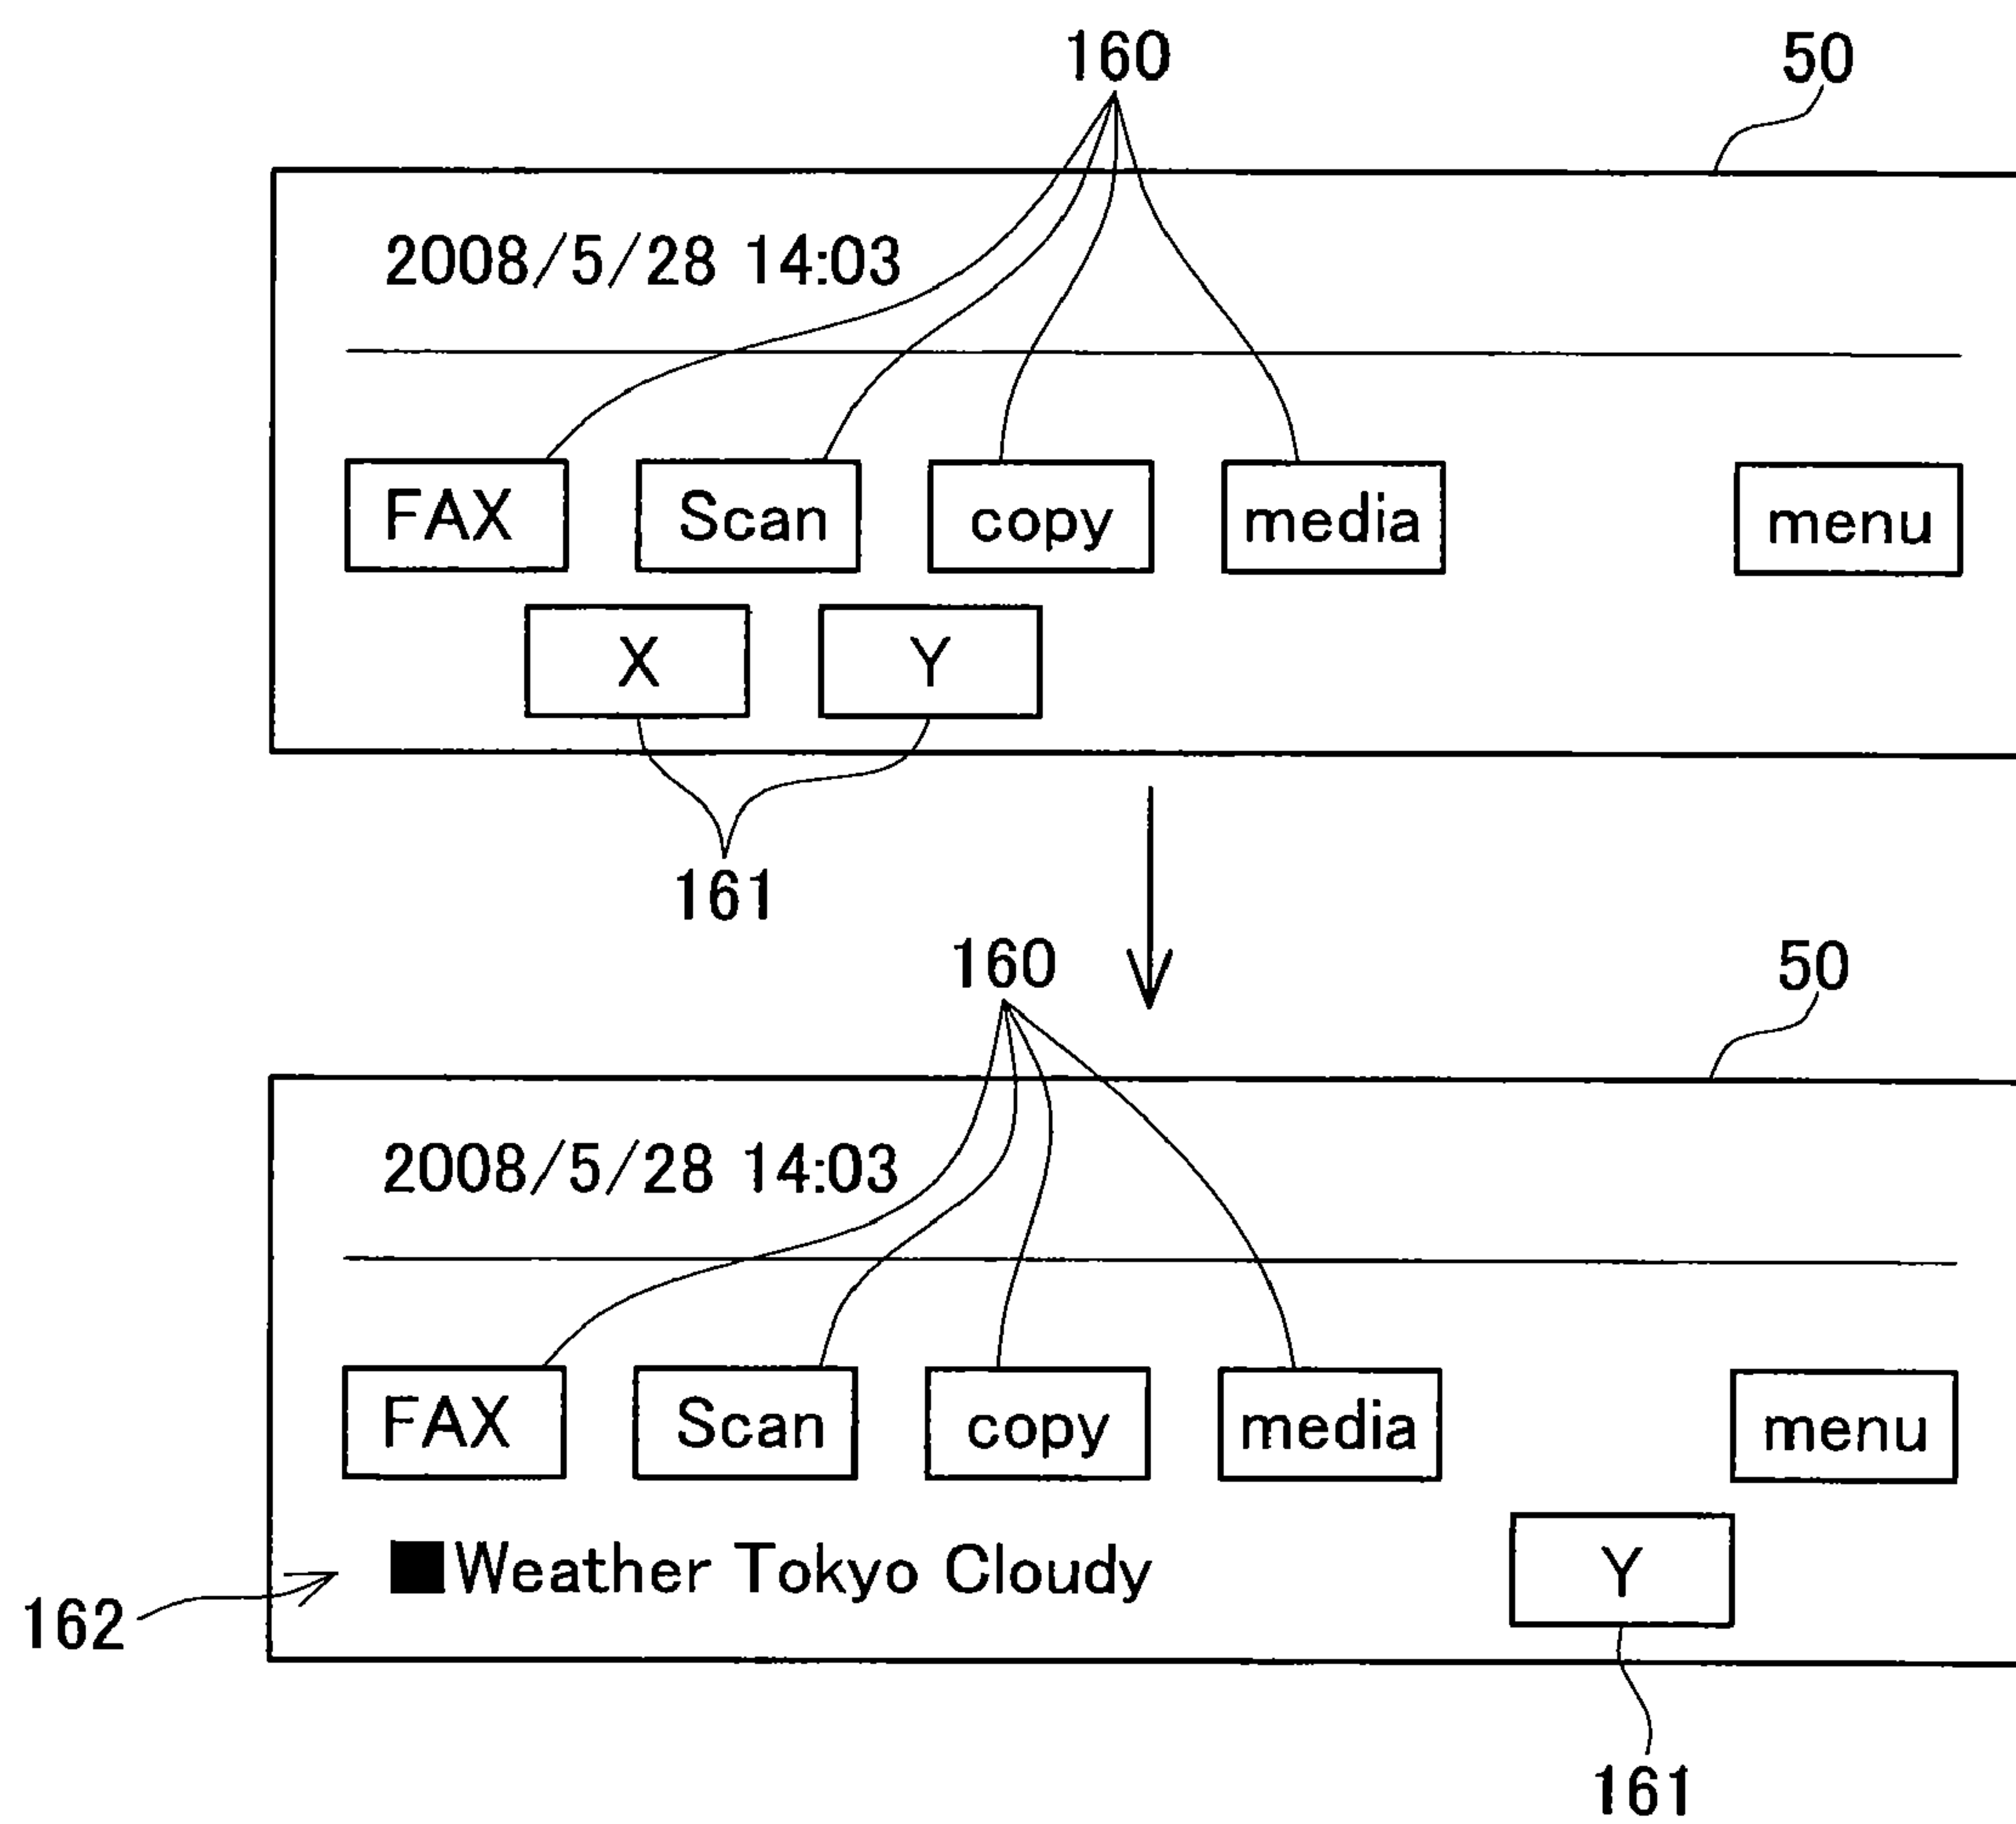 160
50
2008/5/28 14:03
FAX Scan copy media menu
X Y
161
160
50
2008/5/28 14:03
FAX Scan copy media menu
■Weather Tokyo Cloudy Y
162
161